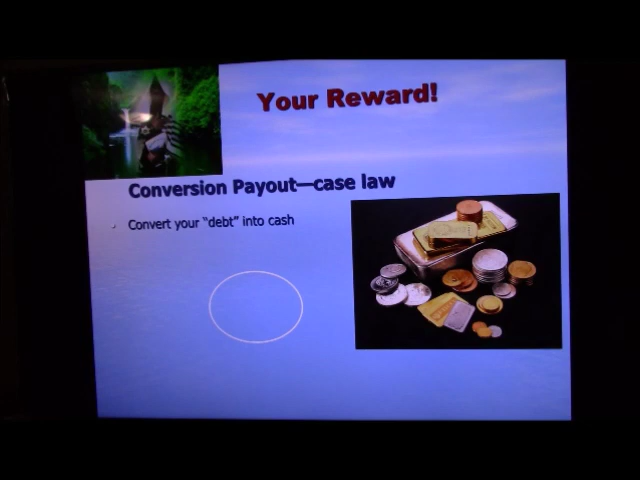 Your Reward!
Conversion Payout—case law
Convert your "debt" into cash